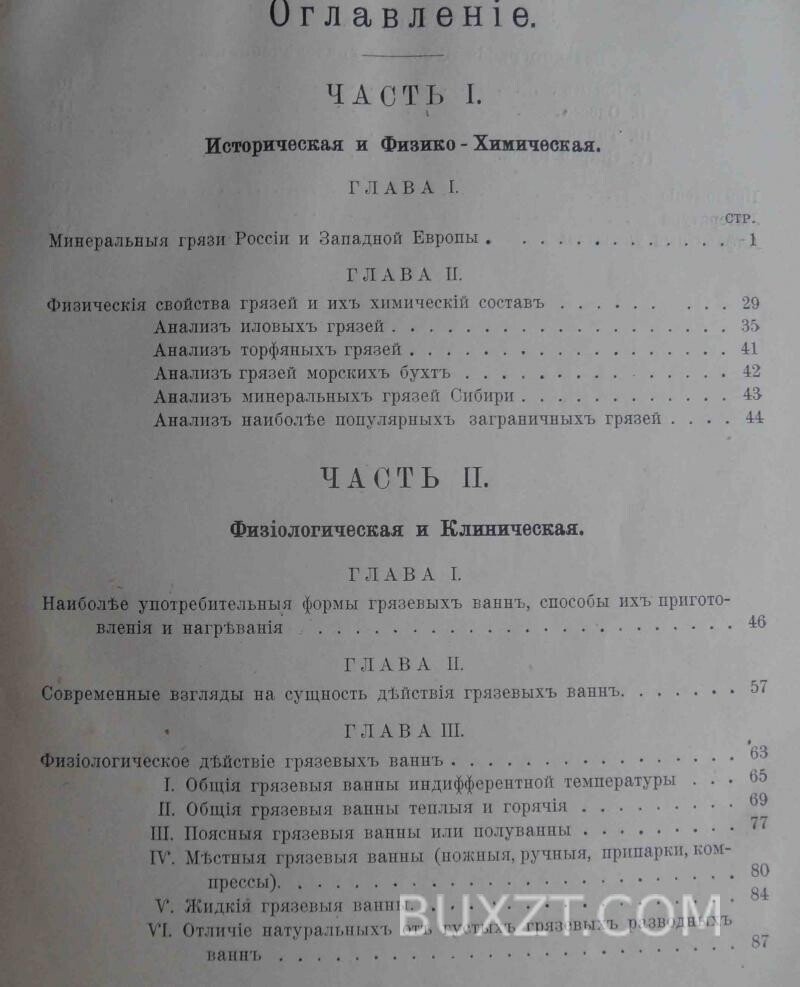 Оглавленіе.
ЧАСТЬ I.
Историческая и Физико-Химическая.
ГЛАВА I.
СТР.
Минеральныя грязи Россіи и Западной Европы . . . . . . . . . . . . . . 1
ГЛАВА II.
Физическія свойства грязей и ихъ химическій составъ . . . . . . . . . 29
Анализъ иловыхъ грязей . . . . . . . . . . . . . . . . . . . . . . 35
Анализъ торфяныхъ грязей . . . . . . . . . . . . . . . . . . . . . 41
Анализъ грязей морскихъ бухтъ . . . . . . . . . . . . . . . . . . 42
Анализъ минеральныхъ грязей Сибири . . . . . . . . . . . . . . 43
Анализъ наиболѣе популярныхъ заграничныхъ грязей . . . . 44
ЧАСТЬ II.
Физіологическая и Клиническая.
ГЛАВА I.
Наиболѣе употребительныя формы грязевыхъ ваннъ, способы ихъ пригото-
вленія и нагрѣванія . . . . . . . . . . . . . . . . . . . . . . . . . 46
ГЛАВА II.
Современные взгляды на сущность дѣйствія грязевыхъ ваннъ. . . . . . . 57
ГЛАВА III.
Физіологическое дѣйствіе грязевыхъ ваннъ . . . . . . . . . . . . . . . . 63
I. Общія грязевыя ванны индифферентной температуры . . . 65
II. Общія грязевыя ванны теплыя и горячія . . . . . . . . . 69
III. Поясныя грязевыя ванны или полуванны . . . . . . . . . 77
IV. Мѣстныя грязевыя ванны (ножныя, ручныя, припарки, ком-
прессы). . . . . . . . . . . . . . . . . . . . . . . . . . . . 80
V. Жидкія грязевыя ванны. . . . . . . . . . . . . . . . . . . 84
VI. Отличіе натуральныхъ отъ густыхъ грязевыхъ разводныхъ
ваннъ . . . . . . . . . . . . . . . . . . . . . . . . . . . . . 87
BUXZT.COM